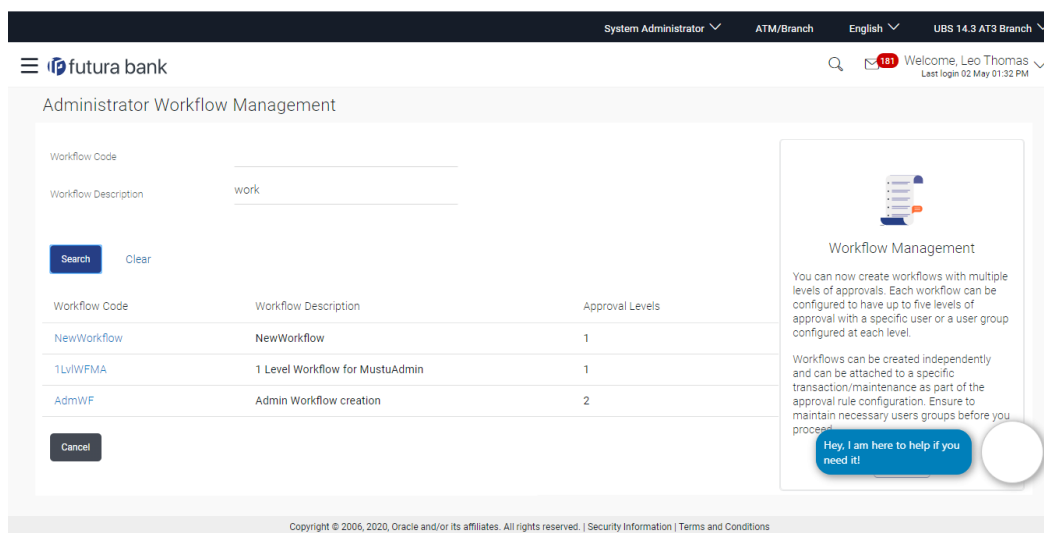 System Administrator ATM/Branch English UBS 14.3 AT3 Branch
futura bank
181 Welcome, Leo Thomas
Last login 02 May 01:32 PM
Administrator Workflow Management
Workflow Code
Workflow Description work
Search Clear
Workflow Code Workflow Description Approval Levels
NewWorkflow NewWorkflow 1
1LvlWFMA 1 Level Workflow for MustuAdmin 1
AdmWF Admin Workflow creation 2
Cancel
Workflow Management
You can now create workflows with multiple
levels of approvals. Each workflow can be
configured to have up to five levels of
approval with a specific user or a user group
configured at each level.
Workflows can be created independently
and can be attached to a specific
transaction/maintenance as part of the
approval rule configuration. Ensure to
maintain necessary users groups before you
proceed
Hey, I am here to help if you
need it!
Copyright © 2006, 2020, Oracle and/or its affiliates. All rights reserved. | Security Information | Terms and Conditions